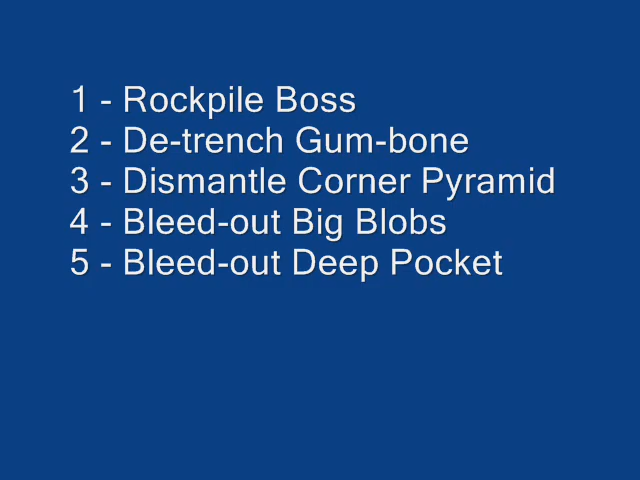 1 - Rockpile Boss
2 - De-trench Gum-bone
3 - Dismantle Corner Pyramid
4 - Bleed-out Big Blobs
5 - Bleed-out Deep Pocket